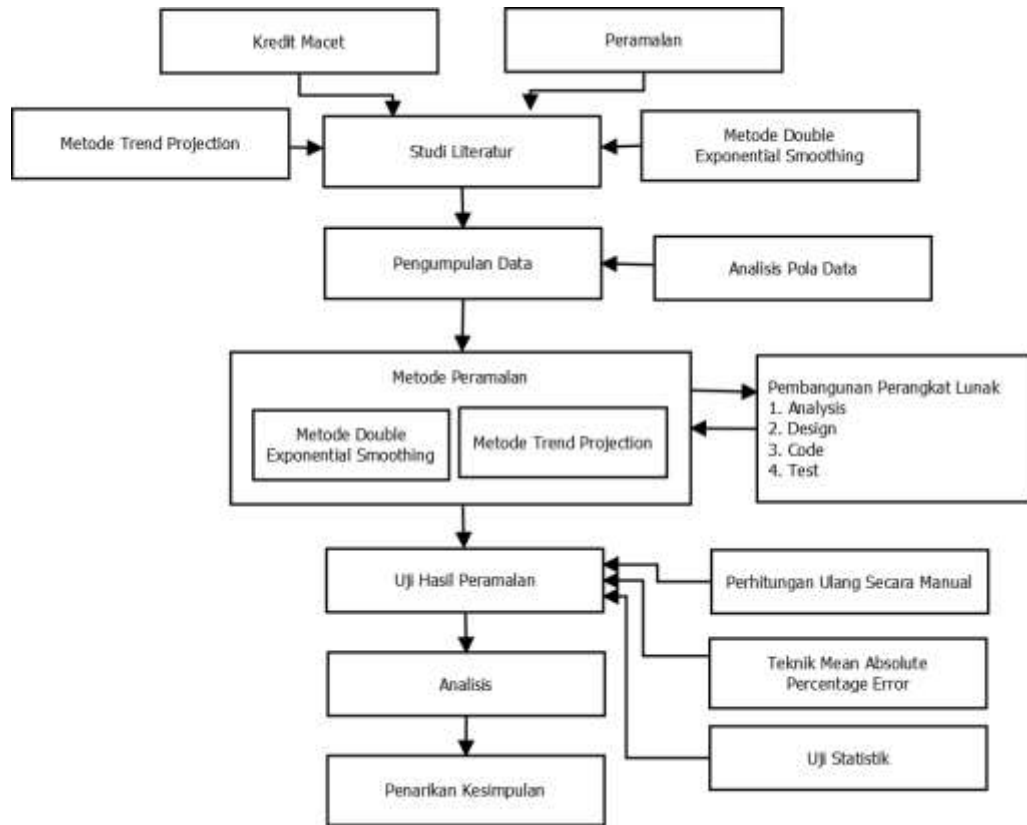 Kredit Macet
Peramalan
Metode Trend Projection
Studi Literatur
Metode Double
Exponential Smoothing
Pengumpulan Data
Analisis Pola Data
Metode Peramalan
Metode Double
Exponential Smoothing
Metode Trend Projection
Pembangunan Perangkat Lunak
1. Analysis
2. Design
3. Code
4. Test
Uji Hasil Peramalan
Perhitungan Ulang Secara Manual
Teknik Mean Absolute
Percentage Error
Analisis
Uji Statistik
Penarikan Kesimpulan